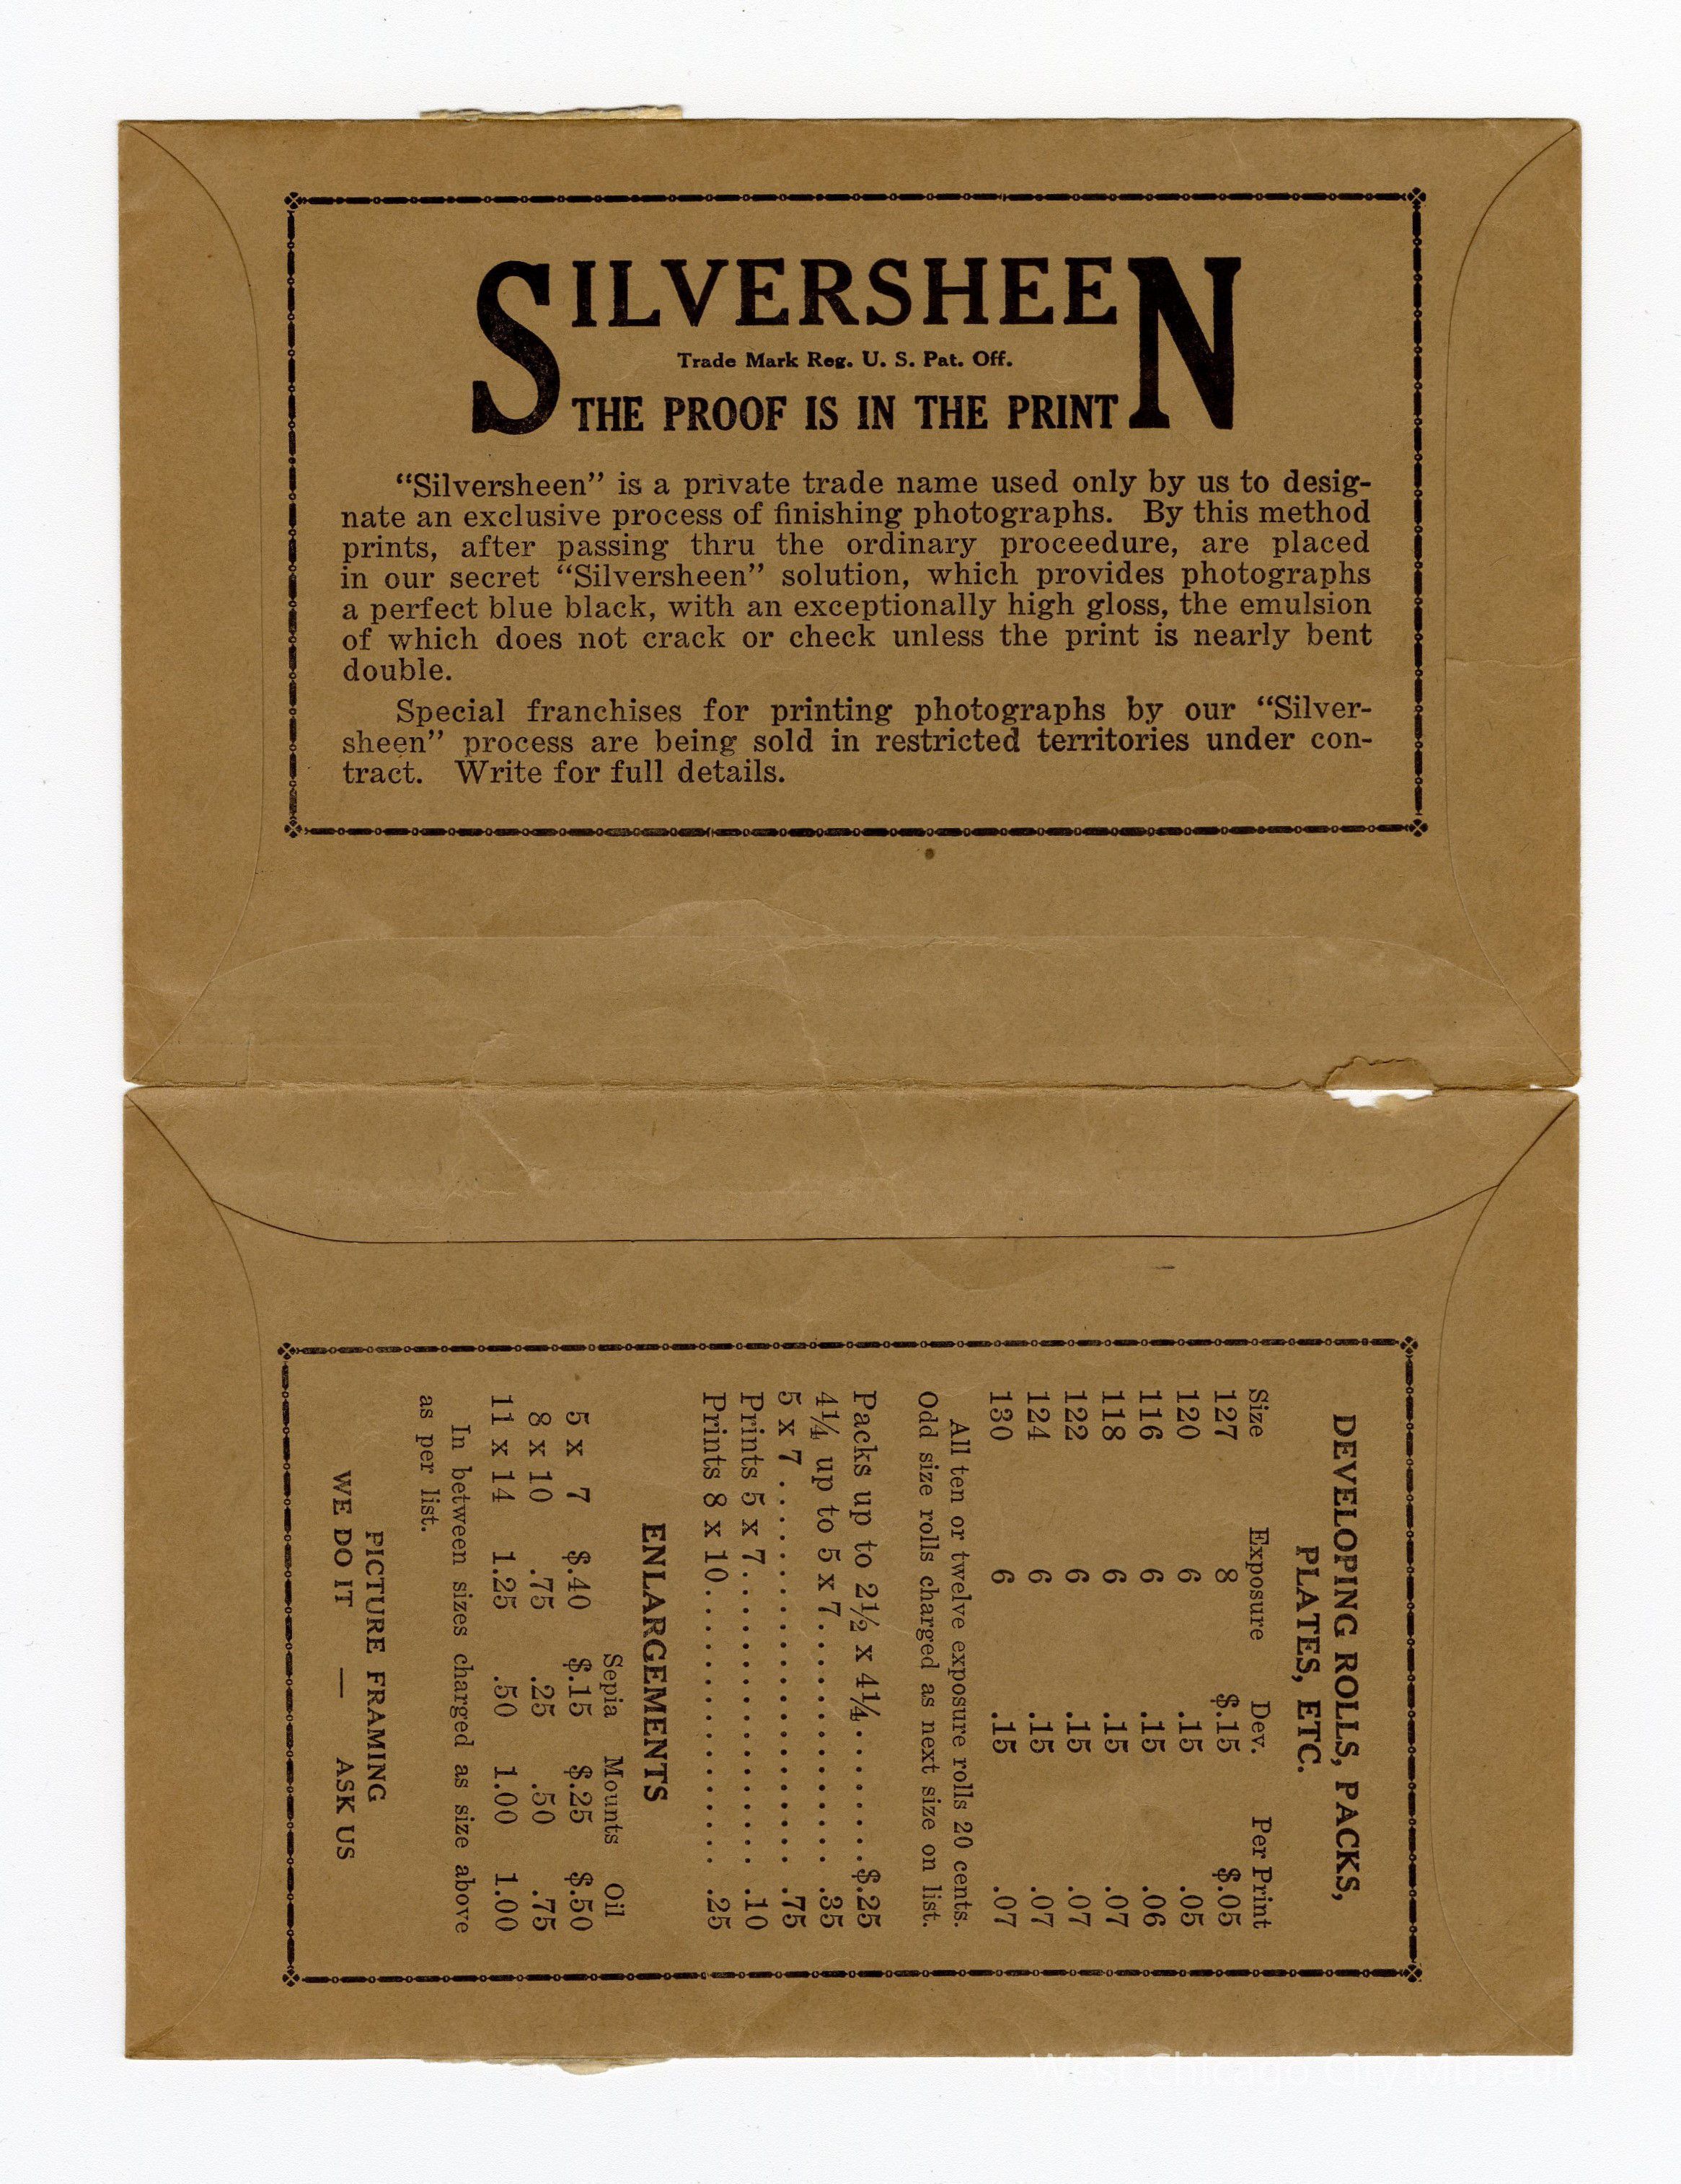 SILVERSHEEN
Trade Mark Reg. U. S. Pat. Off.
THE PROOF IS IN THE PRINT
“Silversheen” is a private trade name used only by us to desig-
nate an exclusive process of finishing photographs. By this method
prints, after passing thru the ordinary proceedure, are placed
in our secret “Silversheen” solution, which provides photographs
a perfect blue black, with an exceptionally high gloss, the emulsion
of which does not crack or check unless the print is nearly bent
double.
Special franchises for printing photographs by our “Silver-
sheen” process are being sold in restricted territories under con-
tract. Write for full details.
DEVELOPING ROLLS, PACKS,
PLATES, ETC.
Size Exposure Dev. Per Print
127 8 $.15 $.05
120 6 .15 .05
116 6 .15 .06
118 6 .15 .07
122 6 .15 .07
124 6 .15 .07
130 6 .15 .07
All ten or twelve exposure rolls 20 cents.
Odd size rolls charged as next size on list.
Packs up to 2½ x 4¼.........$.25
4¼ up to 5 x 7............. .35
5 x 7..................... .75
Prints 5 x 7................ .10
Prints 8 x 10............... .25
ENLARGEMENTS
Sepia Mounts Oil
5 x 7 $.40 $.15 $.25 $.50
8 x 10 .75 .25 .50 .75
11 x 14 1.25 .50 1.00 1.00
In between sizes charged as size above
as per list.
PICTURE FRAMING
WE DO IT — ASK US
West Chicago City Museum